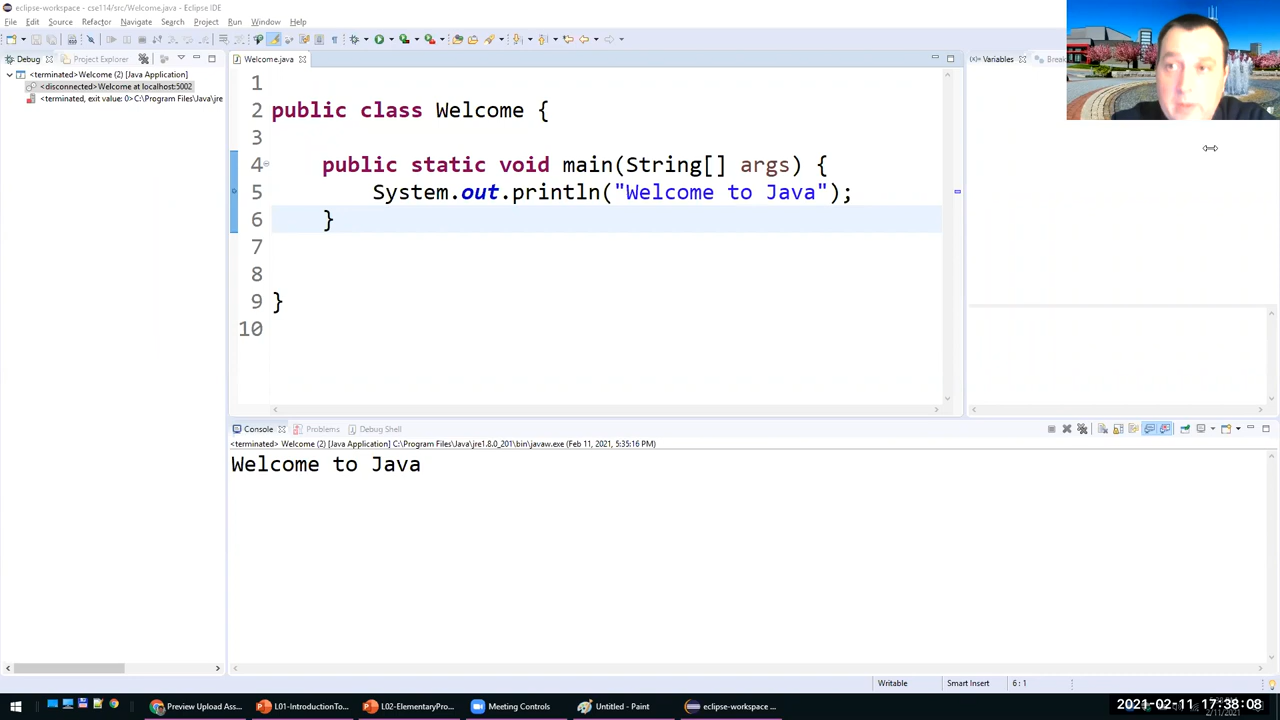 eclipse-workspace - cse114/src/Welcome.java - Eclipse IDE
File Edit Source Refactor Navigate Search Project Run Window Help
Debug Project Explorer
Welcome.java
(x)= Variables Break
<terminated>Welcome (2) [Java Application]
<disconnected>Welcome at localhost:5002
<terminated, exit value: 0>C:\Program Files\Java\jre
1
2 public class Welcome {
3
4 public static void main(String[] args) {
5 System.out.println("Welcome to Java");
6 }
7
8
9 }
10
Console Problems Debug Shell
<terminated> Welcome (2) [Java Application] C:\Program Files\Java\jre1.8.0_201\bin\javaw.exe (Feb 11, 2021, 5:35:16 PM)
Welcome to Java
Writable Smart Insert 6 : 1
Preview Upload Ass... L01-IntroductionTo... L02-ElementaryPro... Meeting Controls Untitled - Paint eclipse-workspace ...
2021-02-11 17:38:08